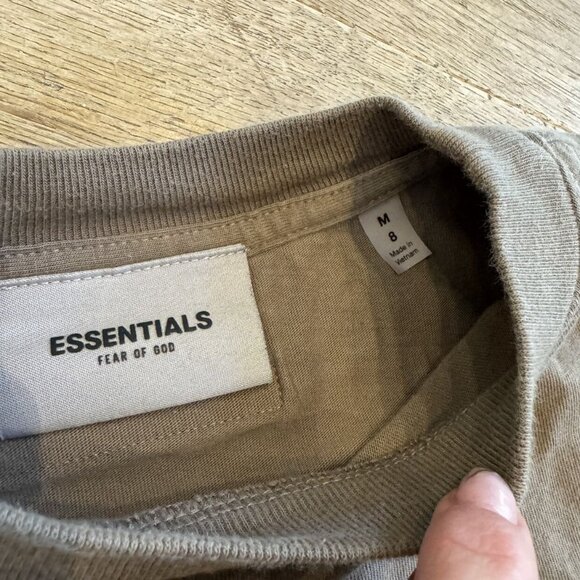 ESSENTIALS
FEAR OF GOD
M
8
Made in
Vietnam